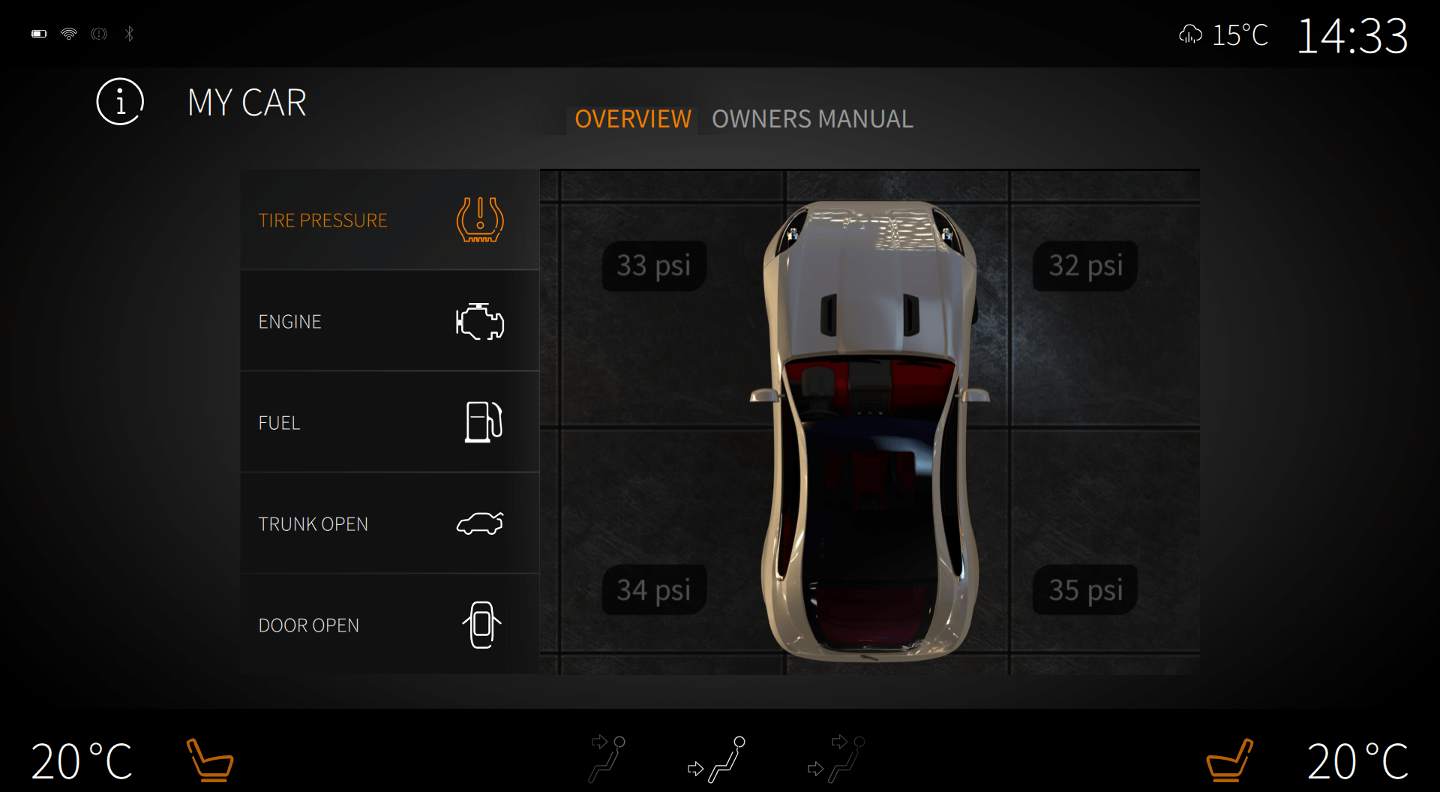 15°C 14:33
MY CAR
OVERVIEW OWNERS MANUAL
TIRE PRESSURE
ENGINE
FUEL
TRUNK OPEN
DOOR OPEN
33 psi 32 psi
34 psi 35 psi
20°C 20°C